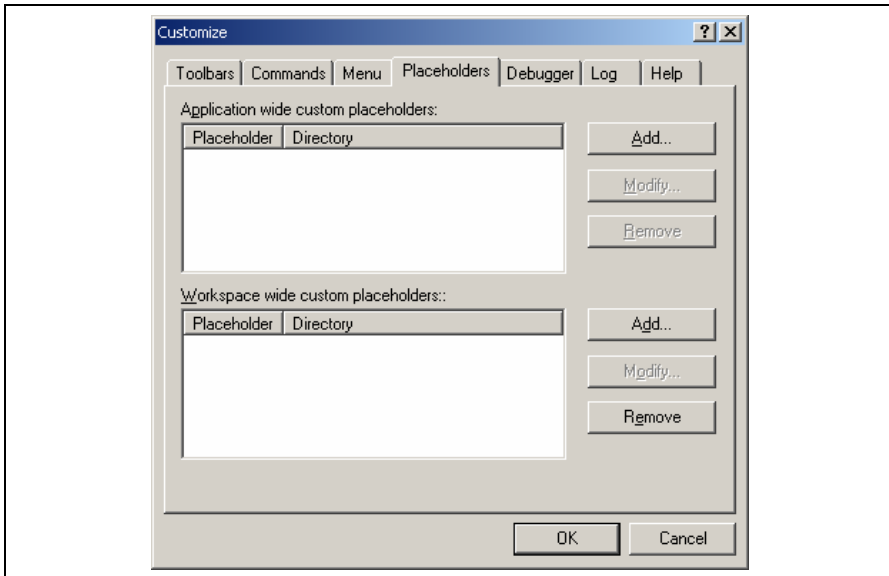 Customize
Toolbars Commands Menu Placeholders Debugger Log Help
Application wide custom placeholders:
Placeholder Directory
Add...
Modify...
Remove
Workspace wide custom placeholders::
Placeholder Directory
Add...
Modify...
Remove
OK Cancel